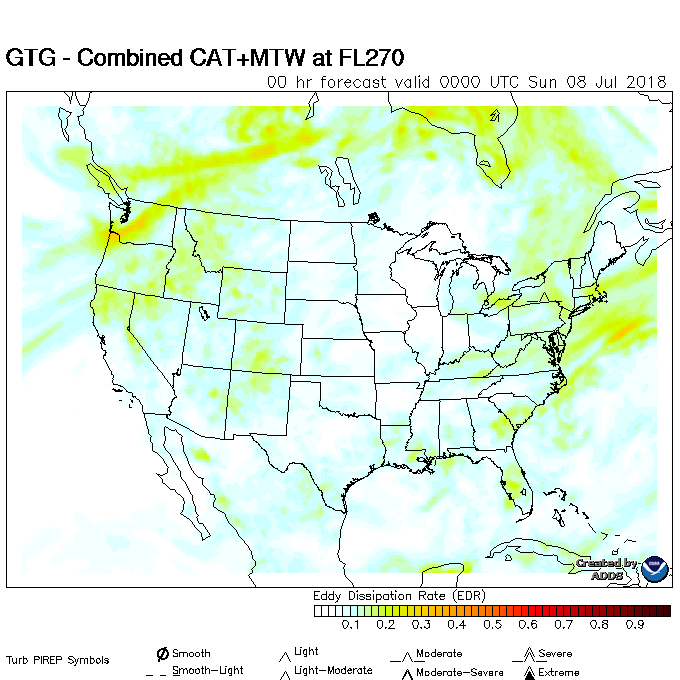 GTG - Combined CAT+MTW at FL270
00 hr forecast valid 0000 UTC Sun 08 Jul 2018
Created by
ADDS
Eddy Dissipation Rate (EDR)
0.1 0.2 0.3 0.4 0.5 0.6 0.7 0.8 0.9
Turb PIREP Symbols
Smooth Light Moderate Severe
Smooth-Light Light-Moderate Moderate-Severe Extreme